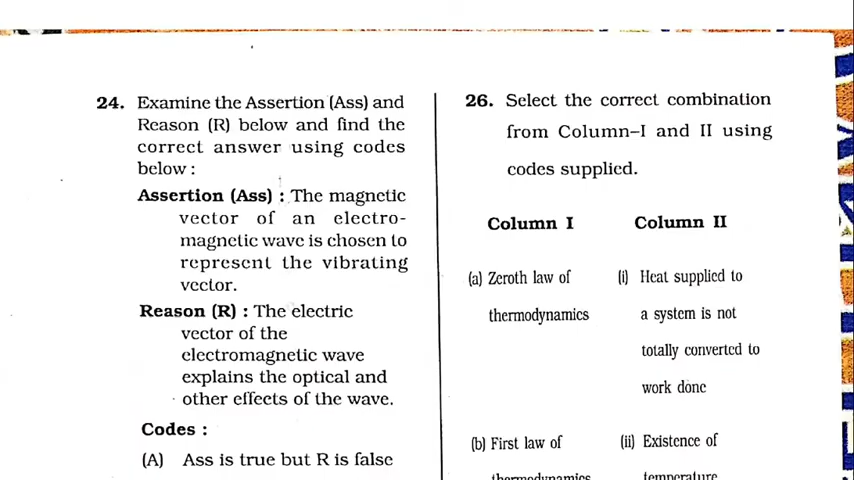 24. Examine the Assertion (Ass) and
Reason (R) below and find the
correct answer using codes
below :
Assertion (Ass) : The magnetic
vector of an electro-
magnetic wave is chosen to
represent the vibrating
vector.
Reason (R) : The electric
vector of the
electromagnetic wave
explains the optical and
other effects of the wave.
Codes :
(A) Ass is true but R is false
26. Select the correct combination
from Column–I and II using
codes supplied.
Column I Column II
(a) Zeroth law of (i) Heat supplied to
thermodynamics a system is not
totally converted to
work done
(b) First law of (ii) Existence of
thermodynamics temperature